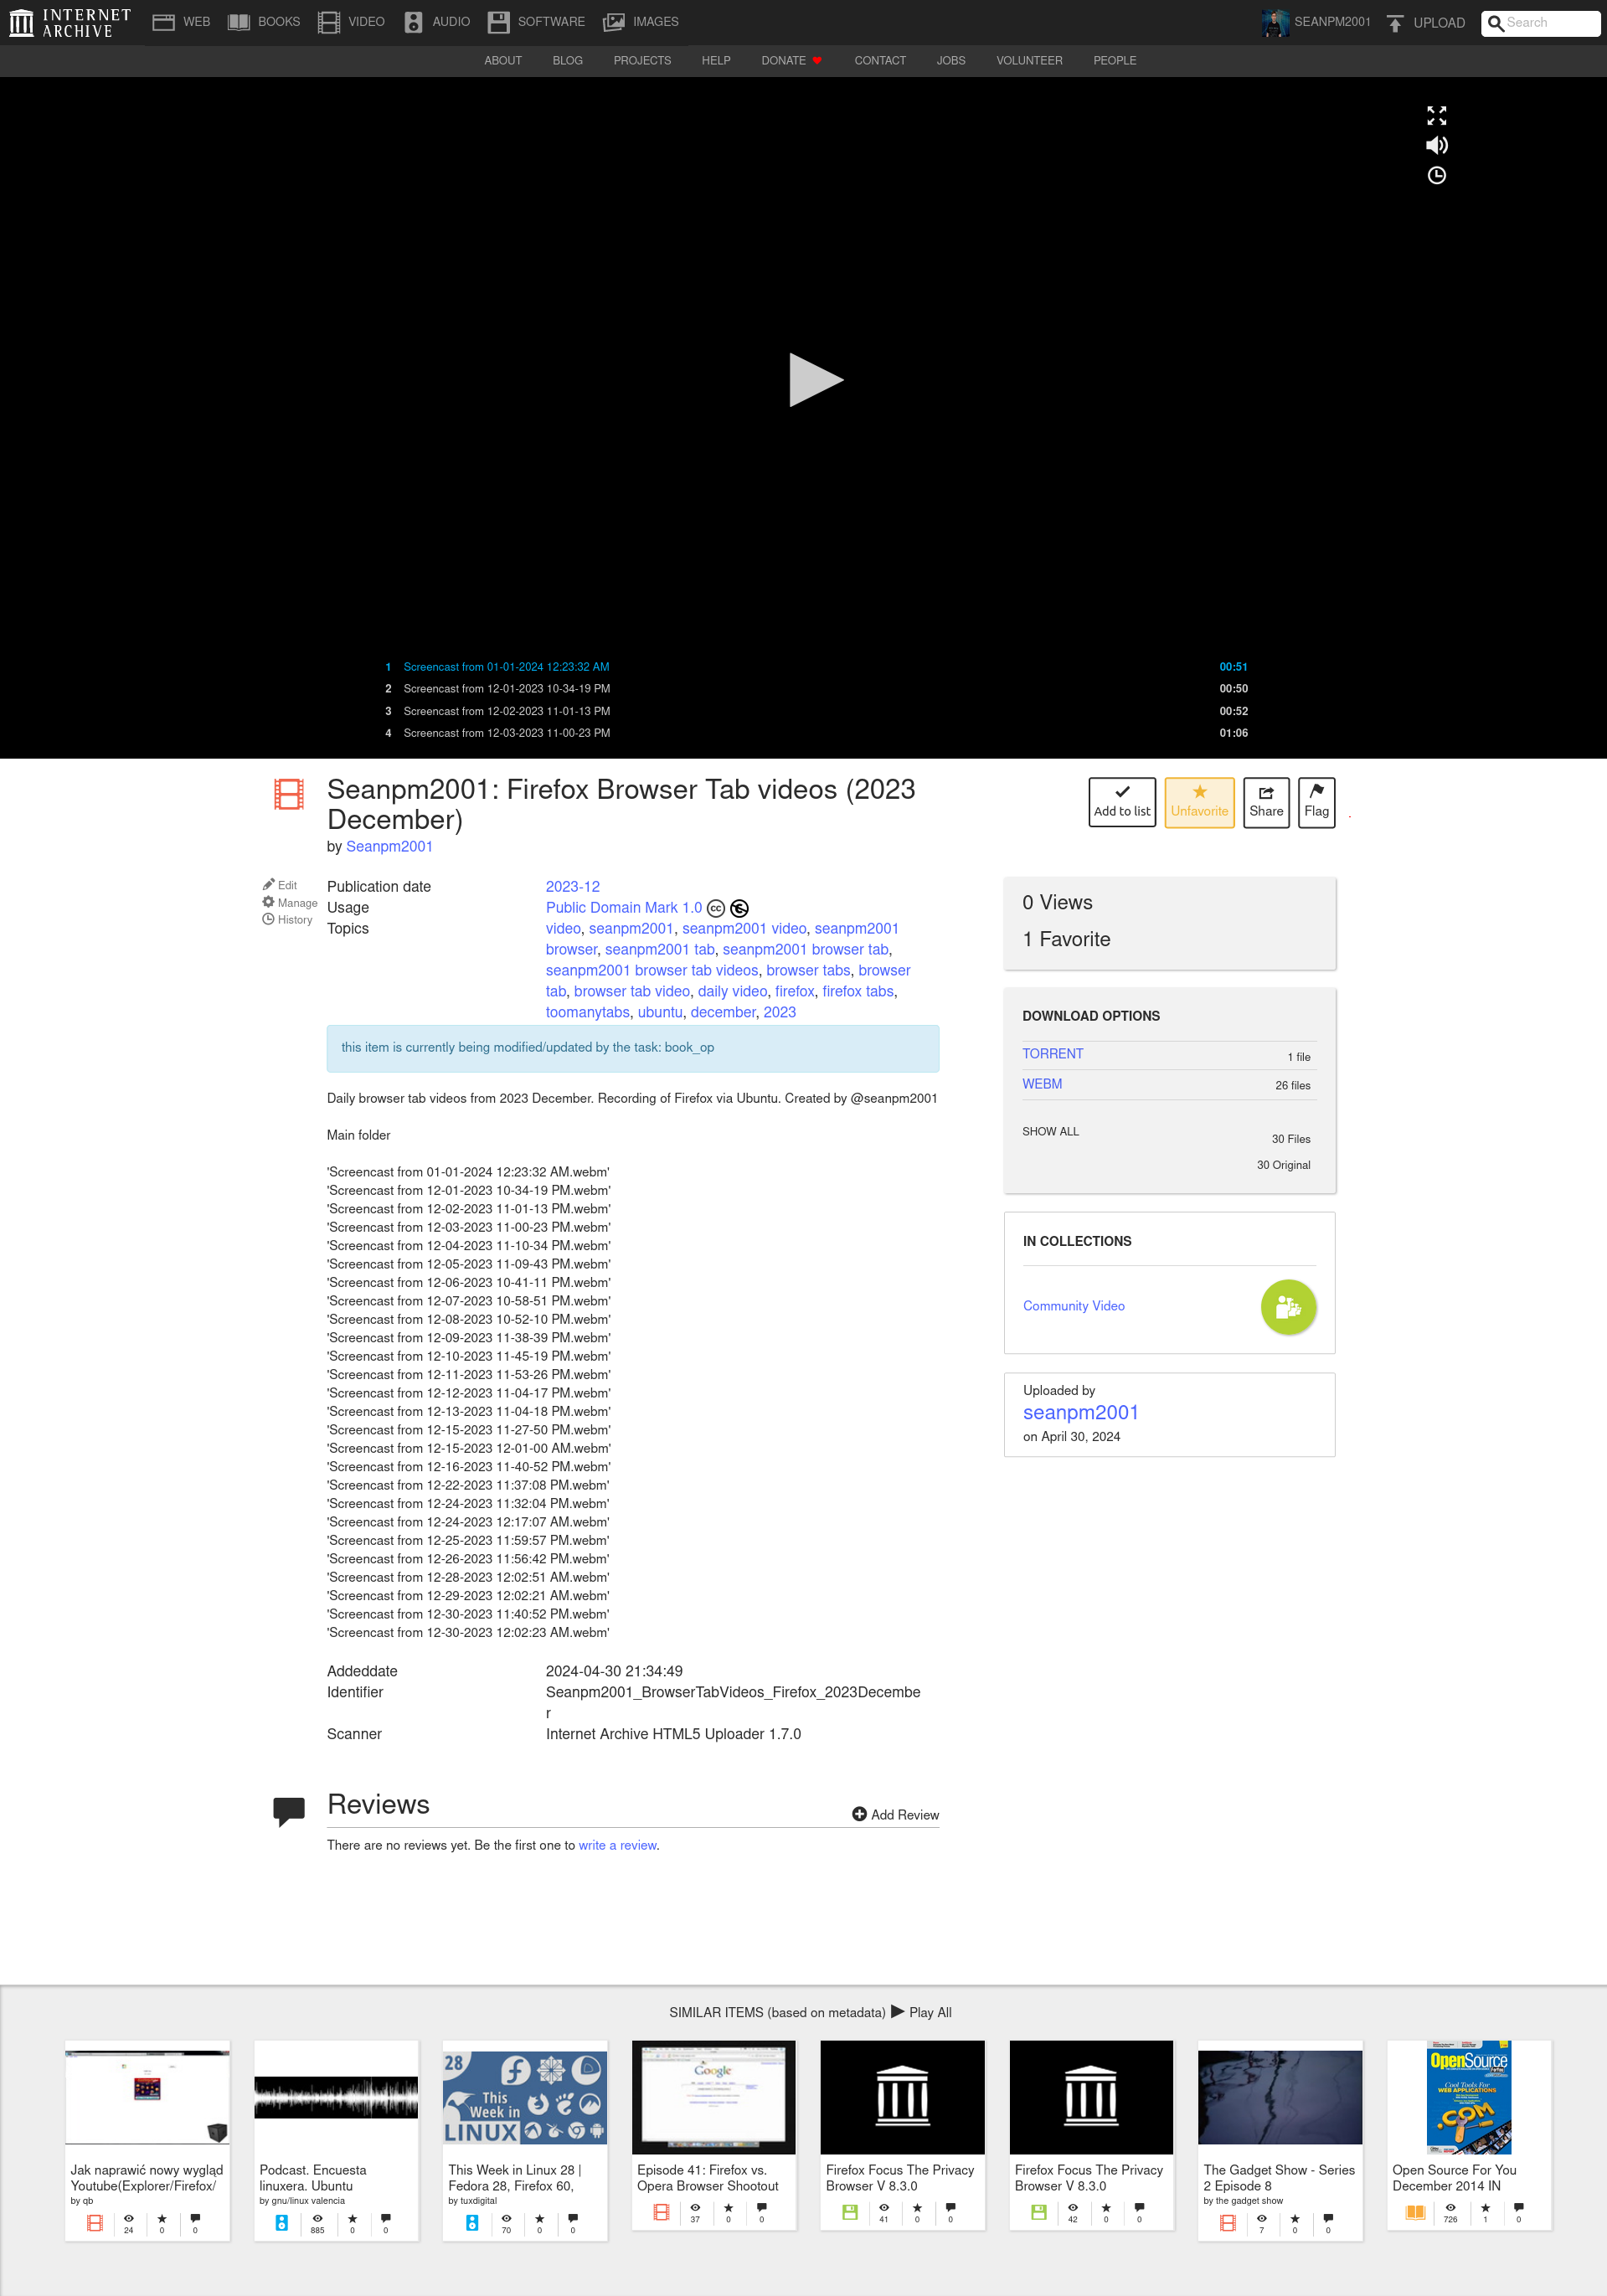 INTERNET ARCHIVE
WEB BOOKS VIDEO AUDIO SOFTWARE IMAGES SEANPM2001 UPLOAD Search
ABOUT BLOG PROJECTS HELP DONATE CONTACT JOBS VOLUNTEER PEOPLE
1 Screencast from 01-01-2024 12:23:32 AM 00:51
2 Screencast from 12-01-2023 10-34-19 PM 00:50
3 Screencast from 12-02-2023 11-01-13 PM 00:52
4 Screencast from 12-03-2023 11-00-23 PM 01:06
Seanpm2001: Firefox Browser Tab videos (2023
December)
by Seanpm2001
Add to list Unfavorite Share Flag
Edit
Manage
History
Publication date 2023-12
Usage Public Domain Mark 1.0
Topics video, seanpm2001, seanpm2001 video, seanpm2001
browser, seanpm2001 tab, seanpm2001 browser tab,
seanpm2001 browser tab videos, browser tabs, browser
tab, browser tab video, daily video, firefox, firefox tabs,
toomanytabs, ubuntu, december, 2023
this item is currently being modified/updated by the task: book_op
Daily browser tab videos from 2023 December. Recording of Firefox via Ubuntu. Created by @seanpm2001
Main folder
'Screencast from 01-01-2024 12:23:32 AM.webm'
'Screencast from 12-01-2023 10-34-19 PM.webm'
'Screencast from 12-02-2023 11-01-13 PM.webm'
'Screencast from 12-03-2023 11-00-23 PM.webm'
'Screencast from 12-04-2023 11-10-34 PM.webm'
'Screencast from 12-05-2023 11-09-43 PM.webm'
'Screencast from 12-06-2023 10-41-11 PM.webm'
'Screencast from 12-07-2023 10-58-51 PM.webm'
'Screencast from 12-08-2023 10-52-10 PM.webm'
'Screencast from 12-09-2023 11-38-39 PM.webm'
'Screencast from 12-10-2023 11-45-19 PM.webm'
'Screencast from 12-11-2023 11-53-26 PM.webm'
'Screencast from 12-12-2023 11-04-17 PM.webm'
'Screencast from 12-13-2023 11-04-18 PM.webm'
'Screencast from 12-15-2023 11-27-50 PM.webm'
'Screencast from 12-15-2023 12-01-00 AM.webm'
'Screencast from 12-16-2023 11-40-52 PM.webm'
'Screencast from 12-22-2023 11:37:08 PM.webm'
'Screencast from 12-24-2023 11:32:04 PM.webm'
'Screencast from 12-24-2023 12:17:07 AM.webm'
'Screencast from 12-25-2023 11:59:57 PM.webm'
'Screencast from 12-26-2023 11:56:42 PM.webm'
'Screencast from 12-28-2023 12:02:51 AM.webm'
'Screencast from 12-29-2023 12:02:21 AM.webm'
'Screencast from 12-30-2023 11:40:52 PM.webm'
'Screencast from 12-30-2023 12:02:23 AM.webm'
Addeddate 2024-04-30 21:34:49
Identifier Seanpm2001_BrowserTabVideos_Firefox_2023Decembe
r
Scanner Internet Archive HTML5 Uploader 1.7.0
0 Views
1 Favorite
DOWNLOAD OPTIONS
TORRENT 1 file
WEBM 26 files
SHOW ALL 30 Files
30 Original
IN COLLECTIONS
Community Video
Uploaded by
seanpm2001
on April 30, 2024
Reviews
Add Review
There are no reviews yet. Be the first one to write a review.
SIMILAR ITEMS (based on metadata) Play All
Jak naprawić nowy wygląd
Youtube(Explorer/Firefox/
by qb
24 0 0
Podcast. Encuesta
linuxera. Ubuntu
by gnu/linux valencia
885 0 0
28
This
Week in
LINUX
This Week in Linux 28 |
Fedora 28, Firefox 60,
by tuxdigital
70 0 0
Google
Episode 41: Firefox vs.
Opera Browser Shootout
37 0 0
Firefox Focus The Privacy
Browser V 8.3.0
41 0 0
Firefox Focus The Privacy
Browser V 8.3.0
42 0 0
The Gadget Show - Series
2 Episode 8
by the gadget show
7 0 0
OpenSource
Cool Tools For
WEB APPLICATIONS
.COM
Open Source For You
December 2014 IN
726 1 0